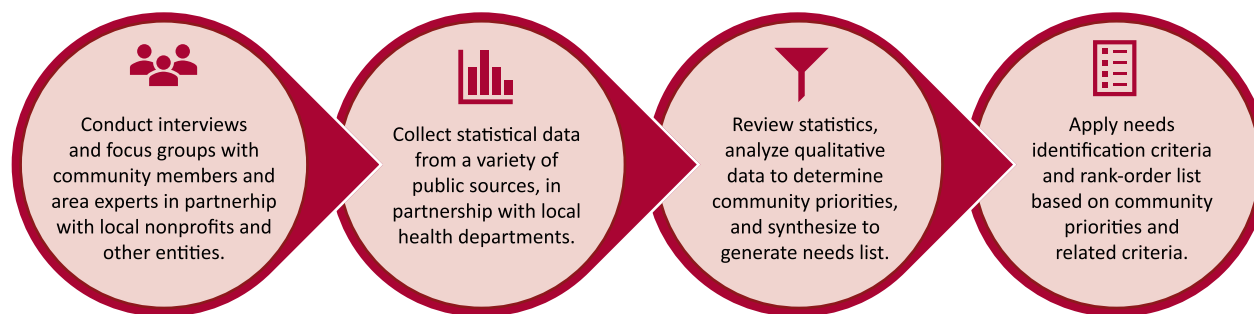 Conduct interviews
and focus groups with
community members and
area experts in partnerhip
with local nonprofits and
other entities.
Collect statistical data
from a variety of
public sources, in
partnership with local
health departments.
Review statistics,
analyze qualitative
data to determine
community priorities,
and synthesize to
generate needs list.
Apply needs
identification criteria
and rank-order list
based on community
priorities and
related criteria.